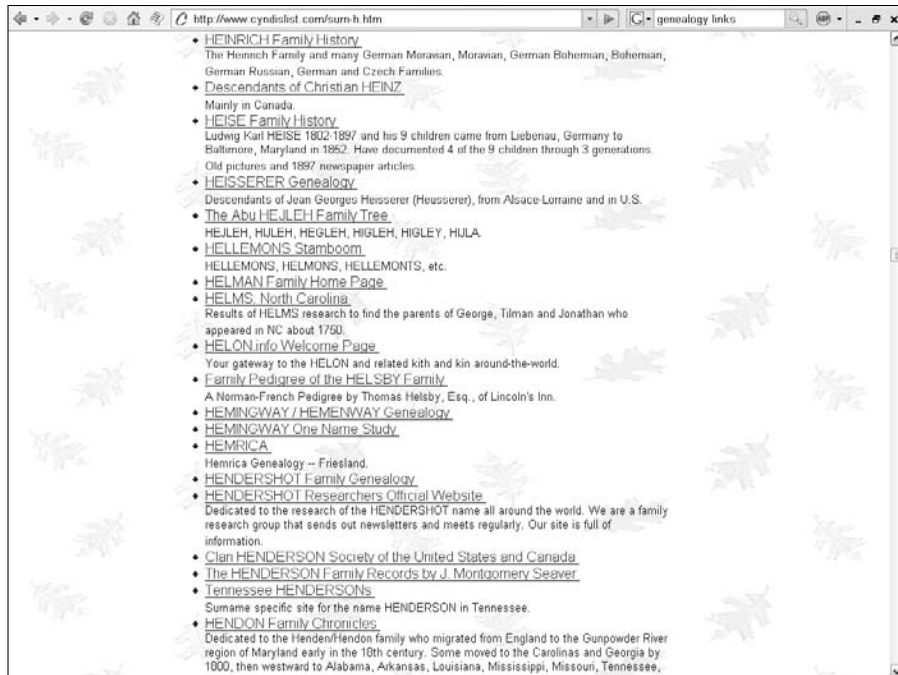 http://www.cyndislist.com/surn-h.htm
genealogy links
HEINRICH Family History
The Heinrich Family and many German Moravian, Moravian, German Bohemian, Bohemian,
German Russian, German and Czech Families.
Descendants of Christian HEINZ
Mainly in Canada.
HEISE Family History
Ludwig Karl HEISE 1802-1897 and his 9 children came from Liebenau, Germany to
Baltimore, Maryland in 1852. Have documented 4 of the 9 children through 3 generations.
Old pictures and 1897 newspaper articles.
HEISSERER Genealogy
Descendants of Jean Georges Heisserer (Heusserer), from Alsace-Lorraine and in U.S.
The Abu HEJLEH Family Tree
HEJLEH, HIJLEH, HEGLEH, HIGLEH, HIGLEY, HIJLA.
HELLEMONS Stamboom
HELLEMONS, HELMONS, HELLEMONTS, etc.
HELMAN Family Home Page
HELMS, North Carolina
Results of HELMS research to find the parents of George, Tilman and Jonathan who
appeared in NC about 1750.
HELON.info Welcome Page
Your gateway to the HELON and related kith and kin around-the-world.
Family Pedigree of the HELSBY Family
A Norman-French Pedigree by Thomas Helsby, Esq., of Lincoln's Inn.
HEMINGWAY / HEMENWAY Genealogy
HEMINGWAY One Name Study
HEMRICA
Hemrica Genealogy -- Friesland.
HENDERSHOT Family Genealogy
HENDERSHOT Researchers Official Website
Dedicated to the research of the HENDERSHOT name all around the world. We are a family
research group that sends out newsletters and meets regularly. Our site is full of
information.
Clan HENDERSON Society of the United States and Canada
The HENDERSON Family Records by J. Montgomery Seaver
Tennessee HENDERSONs
Surname specific site for the name HENDERSON in Tennessee.
HENDON Family Chronicles
Dedicated to the Henden/Hendon family who migrated from England to the Gunpowder River
region of Maryland early in the 18th century. Some moved to the Carolinas and Georgia by
1800, then westward to Alabama, Arkansas, Louisiana, Mississippi, Missouri, Tennessee,